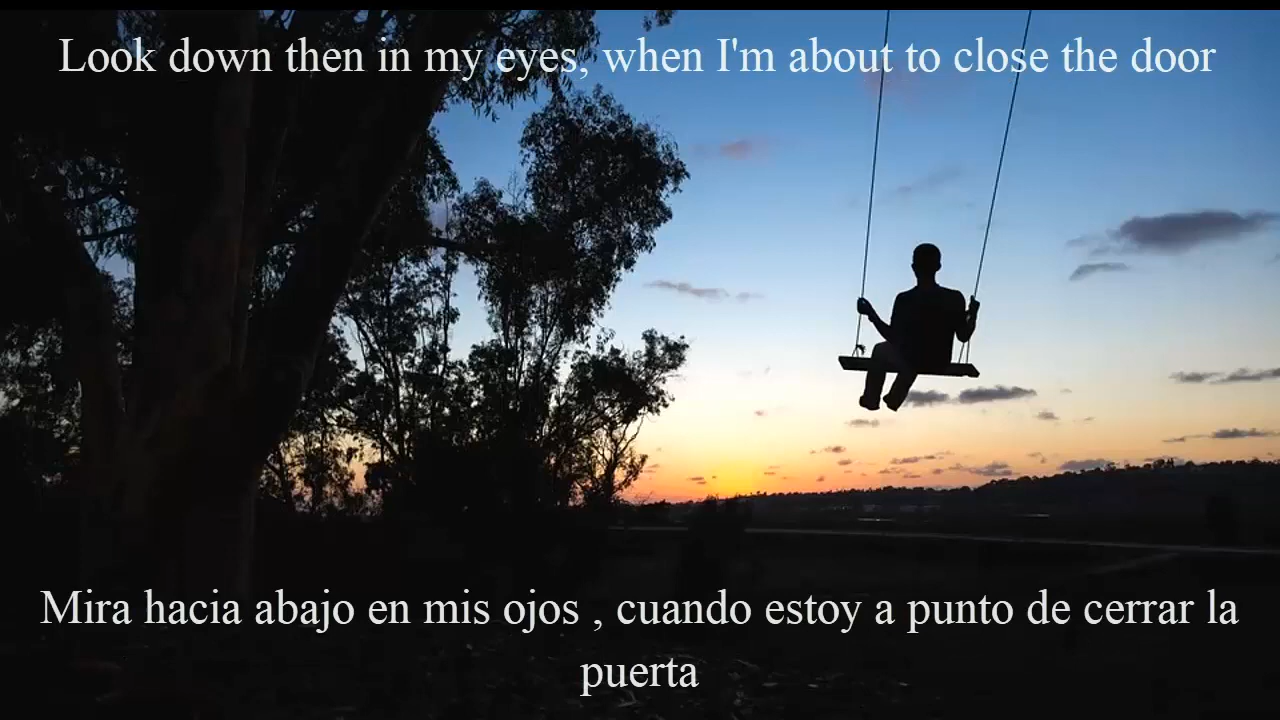 Look down then in my eyes, when I'm about to close the door
Mira hacia abajo en mis ojos , cuando estoy a punto de cerrar la
puerta